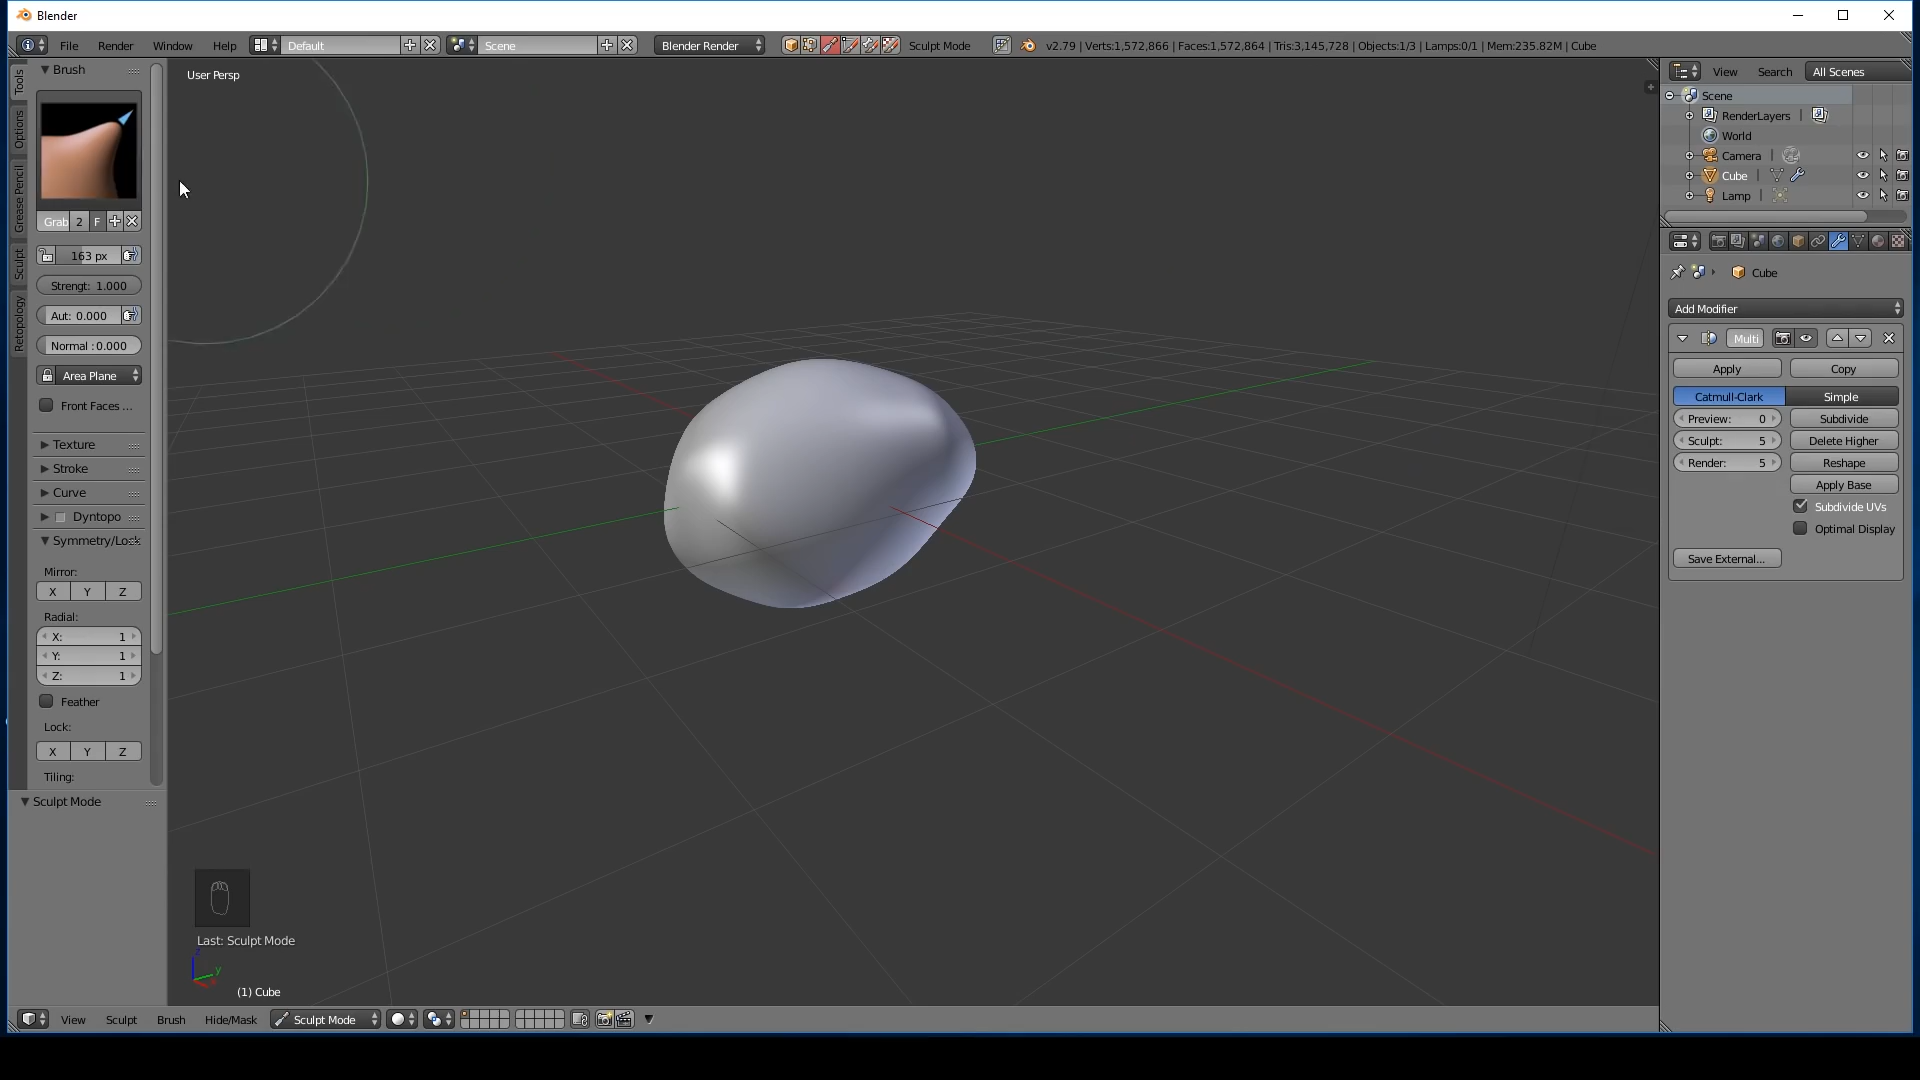 Blender
File Render Window Help Default Scene Blender Render Sculpt Mode v2.79 | Verts:1,572,866 | Faces:1,572,864 | Tris:3,145,728 | Objects:1/3 | Lamps:0/1 | Mem:235.82M | Cube
Tools
Options
Grease Pencil
Sculpt
Retopology
Brush
Grab 2 F
163 px
Strengt: 1.000
Aut: 0.000
Normal :0.000
Area Plane
Front Faces ...
Texture
Stroke
Curve
Dyntopo
Symmetry/Lock
Mirror:
X Y Z
Radial:
X: 1
Y: 1
Z: 1
Feather
Lock:
X Y Z
Tiling:
Sculpt Mode
User Persp
Last: Sculpt Mode
z
y
(1) Cube
View Sculpt Brush Hide/Mask Sculpt Mode
View Search All Scenes
Scene
RenderLayers |
World
Camera |
Cube |
Lamp |
Cube
Add Modifier
Multi
Apply Copy
Catmull-Clark Simple
Preview: 0 Subdivide
Sculpt: 5 Delete Higher
Render: 5 Reshape
Apply Base
Subdivide UVs
Optimal Display
Save External...